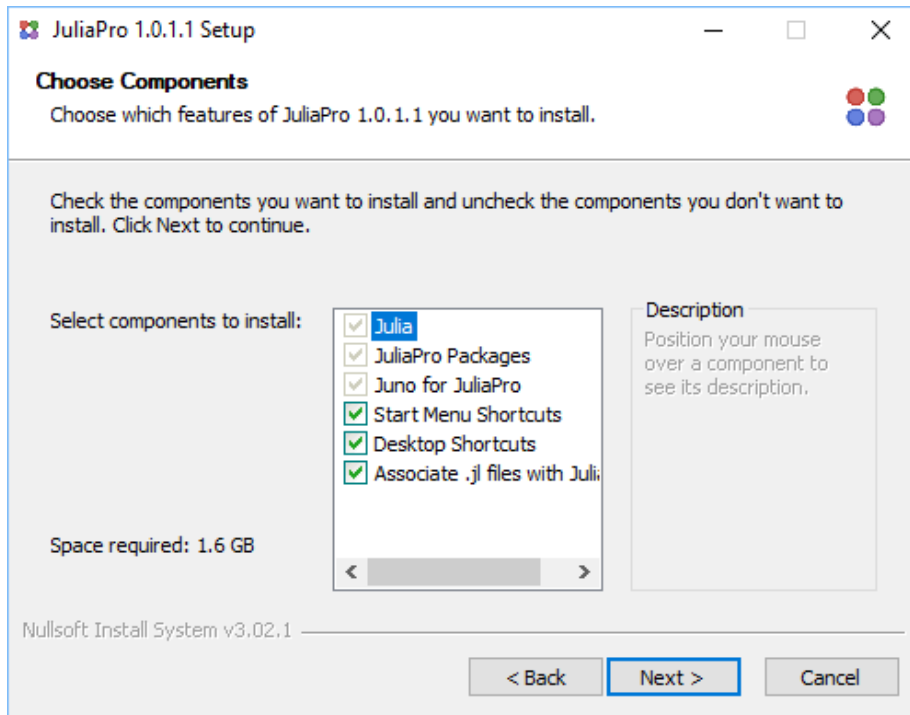 JuliaPro 1.0.1.1 Setup
Choose Components
Choose which features of JuliaPro 1.0.1.1 you want to install.
Check the components you want to install and uncheck the components you don't want to
install. Click Next to continue.
Select components to install:
Julia
JuliaPro Packages
Juno for JuliaPro
Start Menu Shortcuts
Desktop Shortcuts
Associate .jl files with Juli
Description
Position your mouse
over a component to
see its description.
Space required: 1.6 GB
Nullsoft Install System v3.02.1
< Back
Next >
Cancel